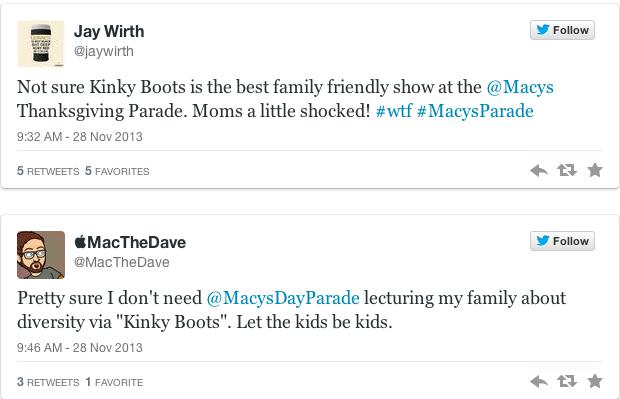 Jay Wirth
@jaywirth
Follow
Not sure Kinky Boots is the best family friendly show at the @Macys
Thanksgiving Parade. Moms a little shocked! #wtf #MacysParade
9:32 AM - 28 Nov 2013
5 RETWEETS 5 FAVORITES
MacTheDave
@MacTheDave
Follow
Pretty sure I don't need @MacysDayParade lecturing my family about
diversity via "Kinky Boots". Let the kids be kids.
9:46 AM - 28 Nov 2013
3 RETWEETS 1 FAVORITE